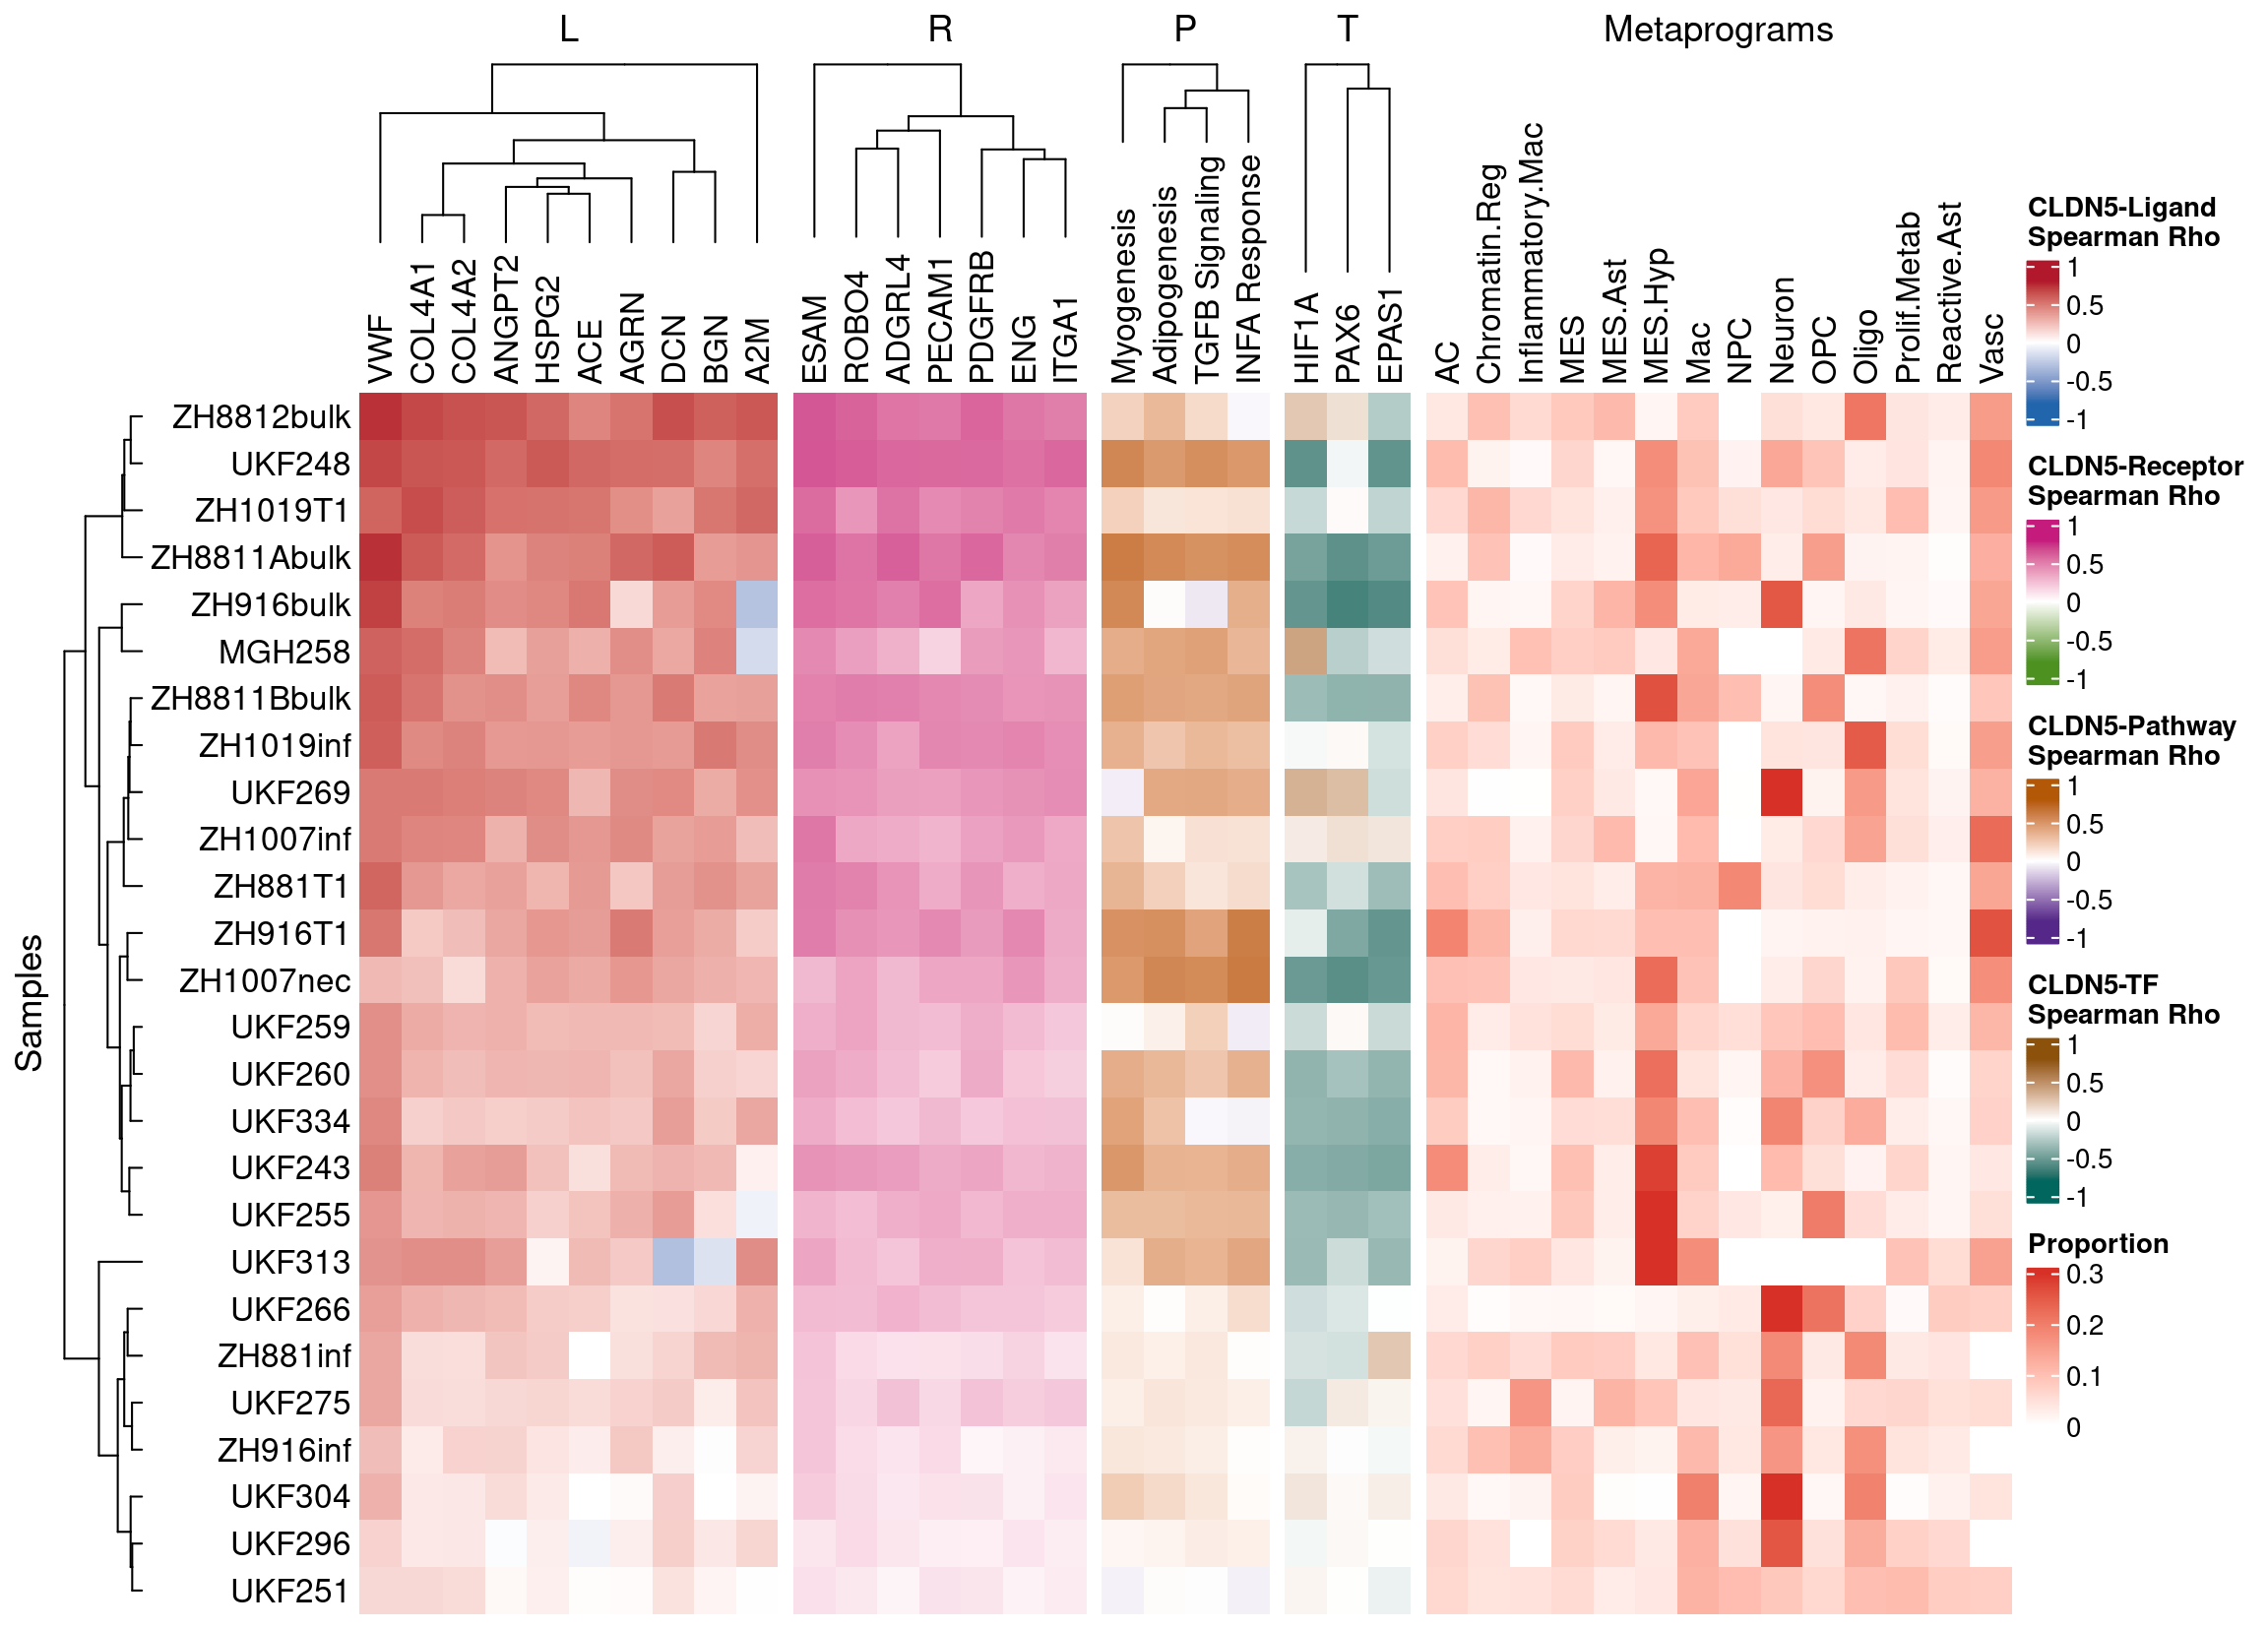 L
R
P
T
Metaprograms
VWF
COL4A1
COL4A2
ANGPT2
HSPG2
ACE
AGRN
DCN
BGN
A2M
ESAM
ROBO4
ADGRL4
PECAM1
PDGFRB
ENG
ITGA1
Myogenesis
Adipogenesis
TGFB Signaling
INFA Response
HIF1A
PAX6
EPAS1
AC
Chromatin.Reg
Inflammatory.Mac
MES
MES.Ast
MES.Hyp
Mac
NPC
Neuron
OPC
Oligo
Prolif.Metab
Reactive.Ast
Vasc
Samples
ZH8812bulk
UKF248
ZH1019T1
ZH8811Abulk
ZH916bulk
MGH258
ZH8811Bbulk
ZH1019inf
UKF269
ZH1007inf
ZH881T1
ZH916T1
ZH1007nec
UKF259
UKF260
UKF334
UKF243
UKF255
UKF313
UKF266
ZH881inf
UKF275
ZH916inf
UKF304
UKF296
UKF251
CLDN5-Ligand
Spearman Rho
1
0.5
0
-0.5
-1
CLDN5-Receptor
Spearman Rho
1
0.5
0
-0.5
-1
CLDN5-Pathway
Spearman Rho
1
0.5
0
-0.5
-1
CLDN5-TF
Spearman Rho
1
0.5
0
-0.5
-1
Proportion
0.3
0.2
0.1
0